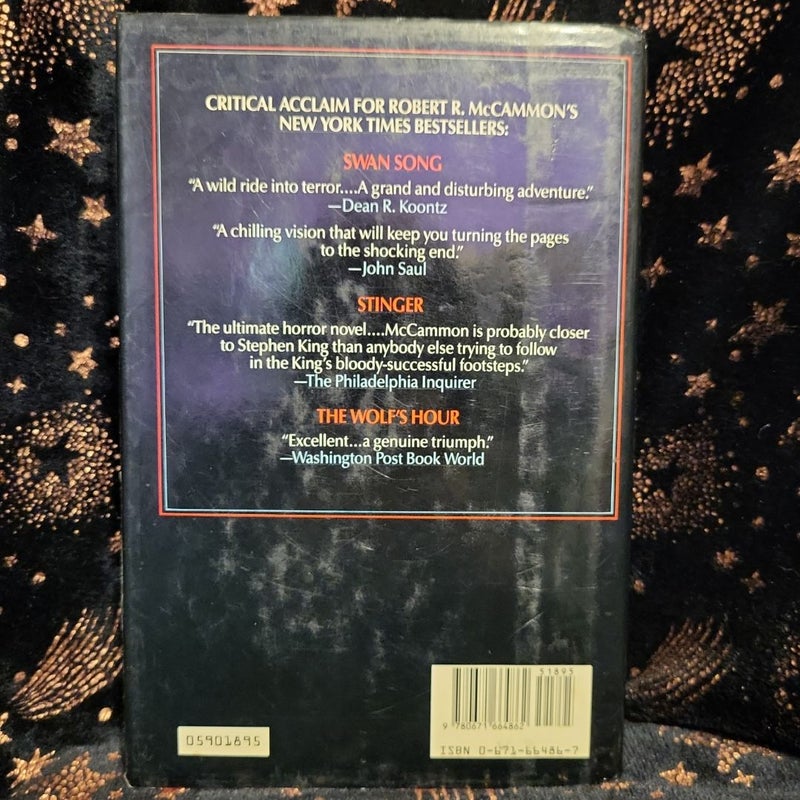 CRITICAL ACCLAIM FOR ROBERT R. McCAMMON'S
NEW YORK TIMES BESTSELLERS:
SWAN SONG
"A wild ride into terror....A grand and disturbing adventure."
—Dean R. Koontz
"A chilling vision that will keep you turning the pages
to the shocking end."
—John Saul
STINGER
"The ultimate horror novel....McCammon is probably closer
to Stephen King than anybody else trying to follow
in the King's bloody-successful footsteps."
—The Philadelphia Inquirer
THE WOLF'S HOUR
"Excellent...a genuine triumph."
—Washington Post Book World
51895
9 780671 664862
ISBN 0-671-66486-7
05901895